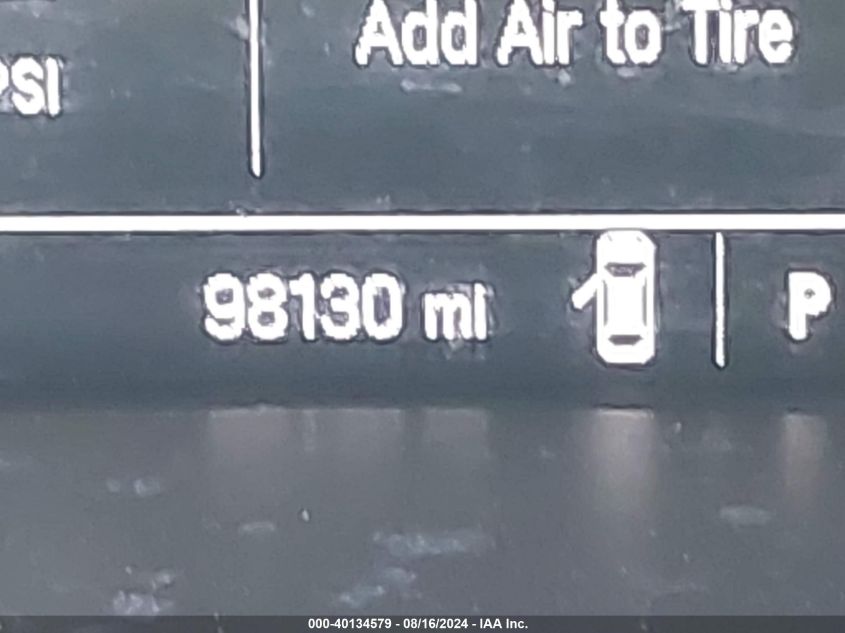 Add Air to Tire
PSI
98130 mi
P
000-40134579 - 08/16/2024 - IAA Inc.